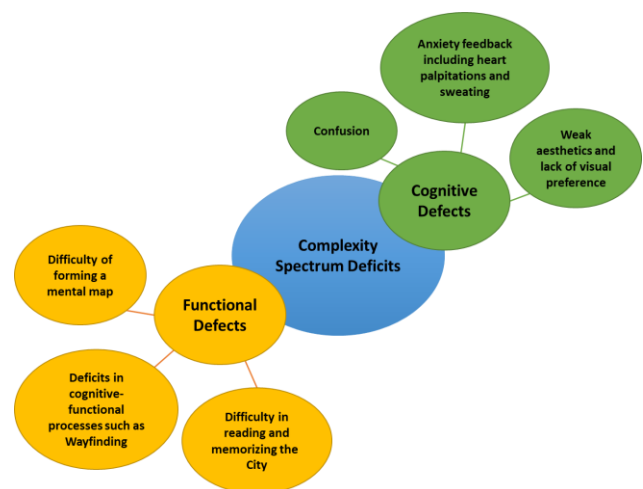 Anxiety feedback
including heart
palpitations and
sweating
Confusion
Weak
aesthetics and
lack of visual
preference
Cognitive
Defects
Complexity
Spectrum Deficits
Difficulty of
forming a
mental map
Functional
Defects
Deficits in
cognitive-
functional
processes such as
Wayfinding
Difficulty in
reading and
memorizing the
City